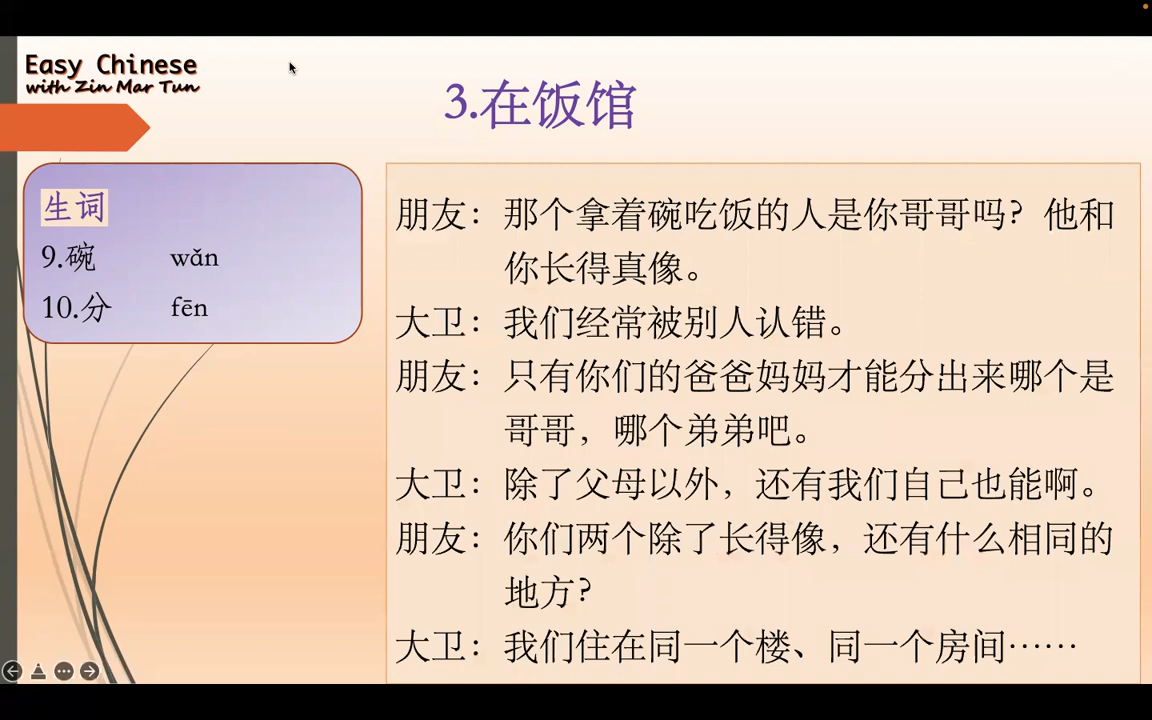 Easy Chinese
with Zin Mar Tun
3.在饭馆
生词
9.碗 wǎn
10.分 fēn
朋友：那个拿着碗吃饭的人是你哥哥吗？他和
你长得真像。
大卫：我们经常被别人认错。
朋友：只有你们的爸爸妈妈才能分出来哪个是
哥哥，哪个弟弟吧。
大卫：除了父母以外，还有我们自己也能啊。
朋友：你们两个除了长得像，还有什么相同的
地方？
大卫：我们住在同一个楼、同一个房间……